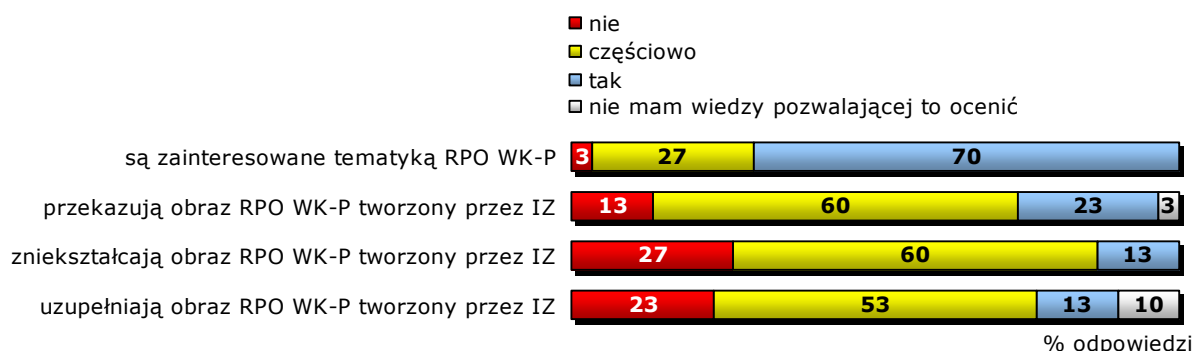 nie
częściowo
tak
nie mam wiedzy pozwalającej to ocenić
są zainteresowane tematyką RPO WK-P 3 27 70
przekazują obraz RPO WK-P tworzony przez IZ 13 60 23 3
zniekształcają obraz RPO WK-P tworzony przez IZ 27 60 13
uzupełniają obraz RPO WK-P tworzony przez IZ 23 53 13 10
% odpowiedzi